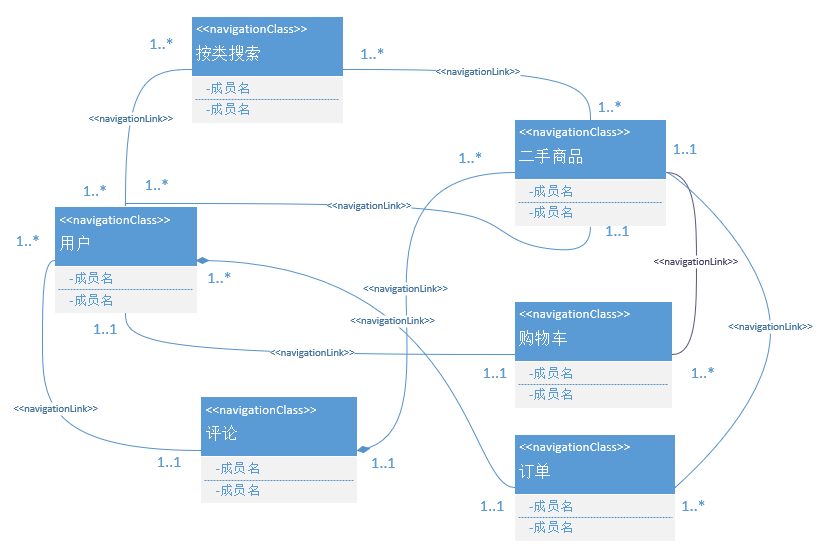 <<navigationClass>>
按类搜索
-成员名
-成员名
1..*
1..*
<<navigationLink>>
<<navigationLink>>
1..*
<<navigationClass>>
二手商品
-成员名
-成员名
1..1
1..*
1..*
1..*
<<navigationLink>>
1..1
<<navigationClass>>
用户
-成员名
-成员名
1..*
1..*
1..1
<<navigationLink>>
<<navigationLink>>
<<navigationLink>>
<<navigationClass>>
购物车
-成员名
-成员名
<<navigationLink>>
<<navigationLink>>
1..1
1..*
<<navigationLink>>
<<navigationClass>>
评论
-成员名
-成员名
1..1
1..1
<<navigationClass>>
订单
-成员名
-成员名
1..1
1..*